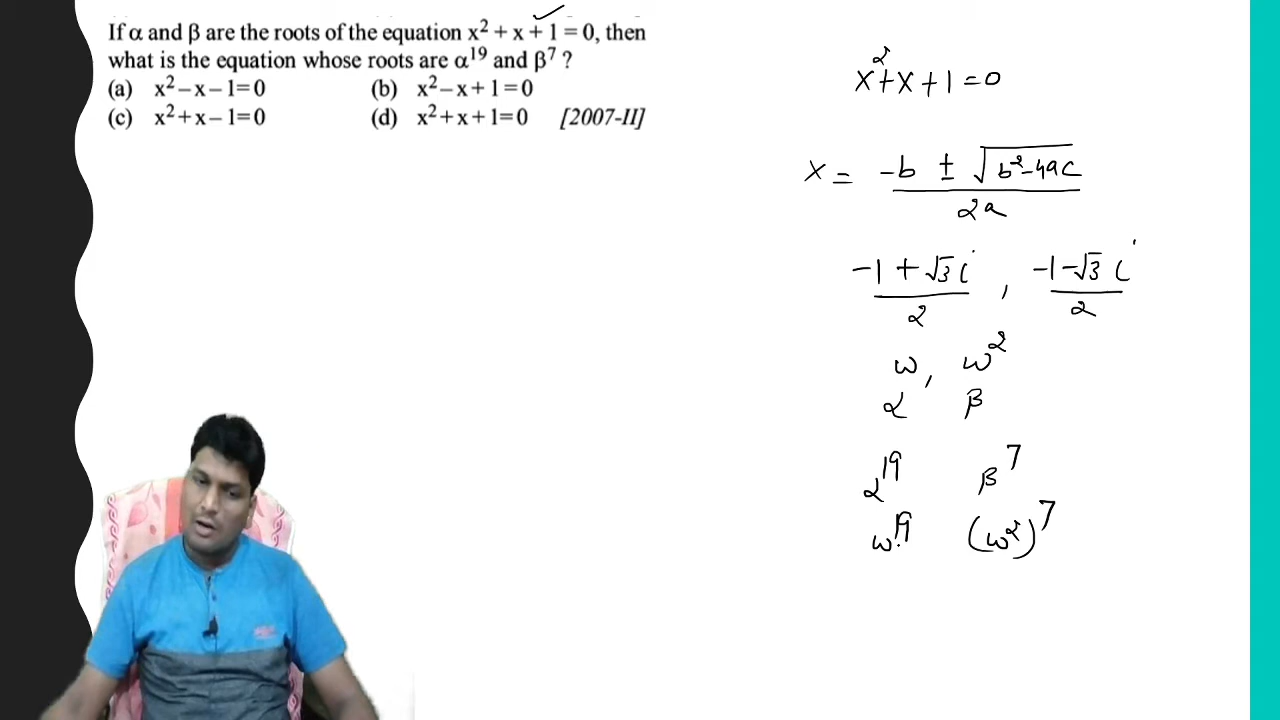 If α and β are the roots of the equation x² + x + 1 = 0, then
what is the equation whose roots are α¹⁹ and β⁷ ?
(a) x² – x – 1 = 0 (b) x² – x + 1 = 0
(c) x² + x – 1 = 0 (d) x² + x + 1 = 0 [2007-II]
x² + x + 1 = 0
x = -b ± √(b²-4ac) / 2a
-1 + √3 i / 2 , -1 - √3 i / 2
ω , ω²
α β
α¹⁹ β⁷
ω¹⁹ (ω²)⁷